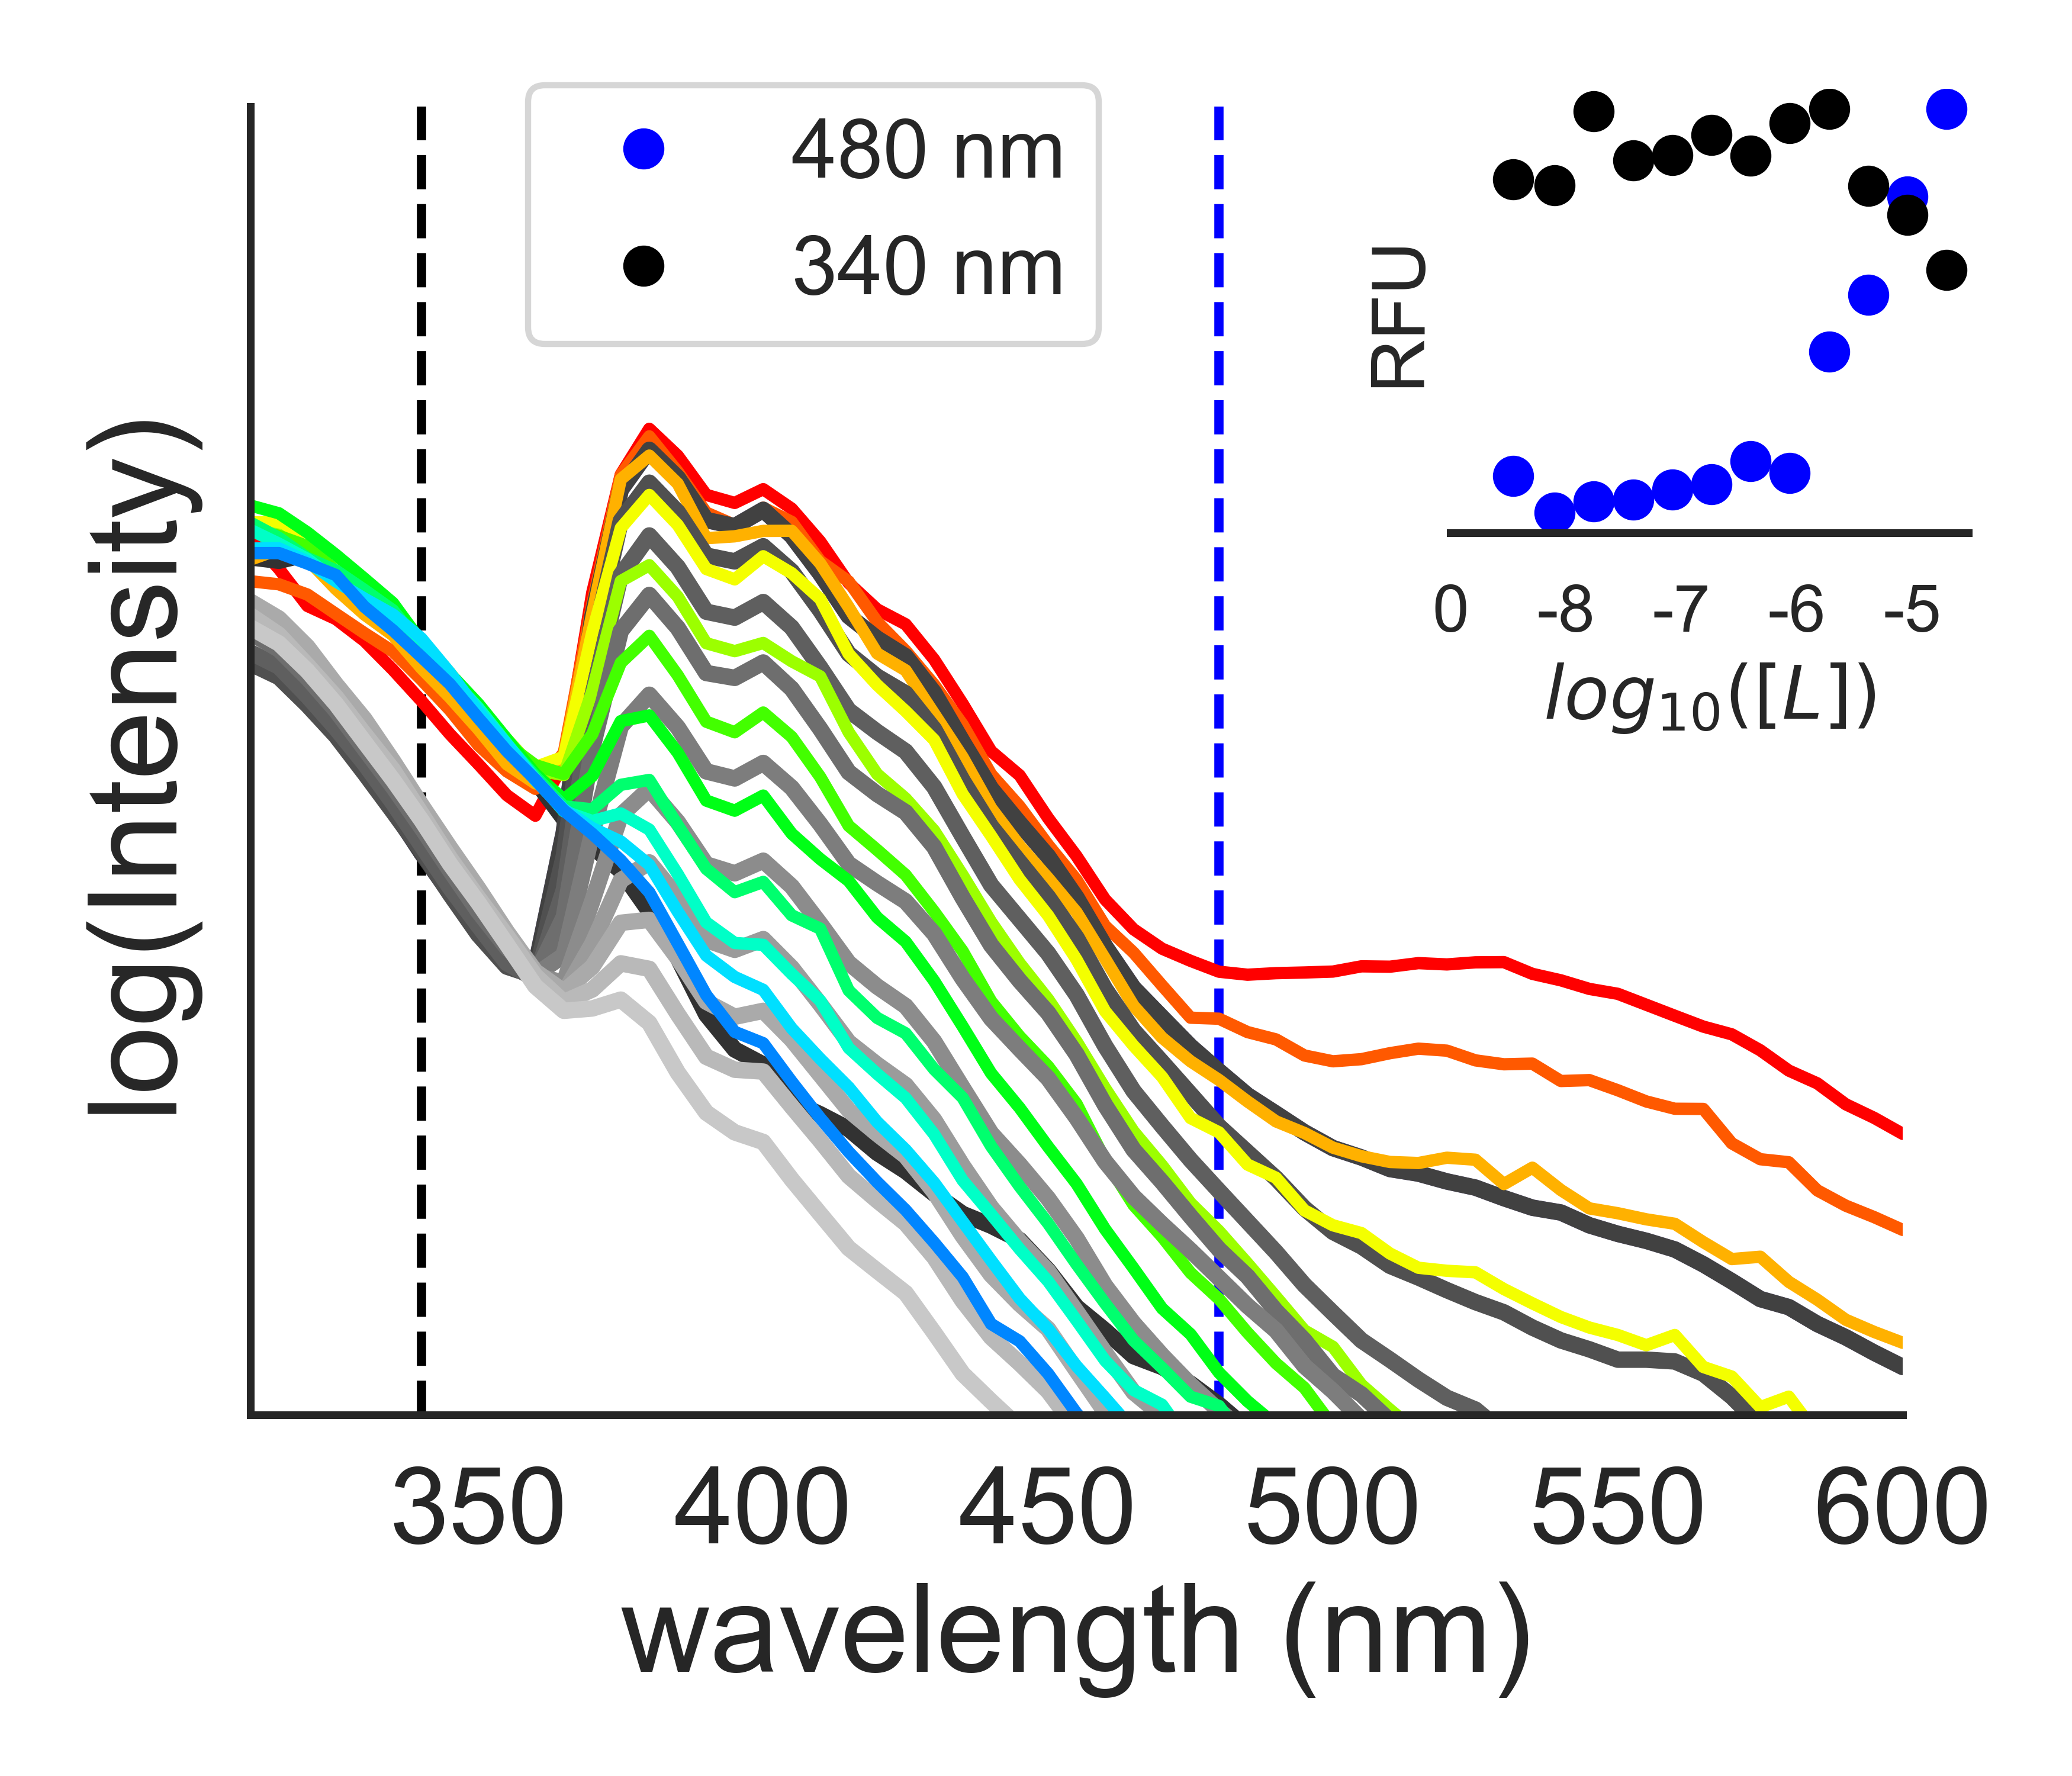 480 nm
340 nm
RFU
0 -8 -7 -6 -5
log10([L])
log(Intensity)
350 400 450 500 550 600
wavelength (nm)